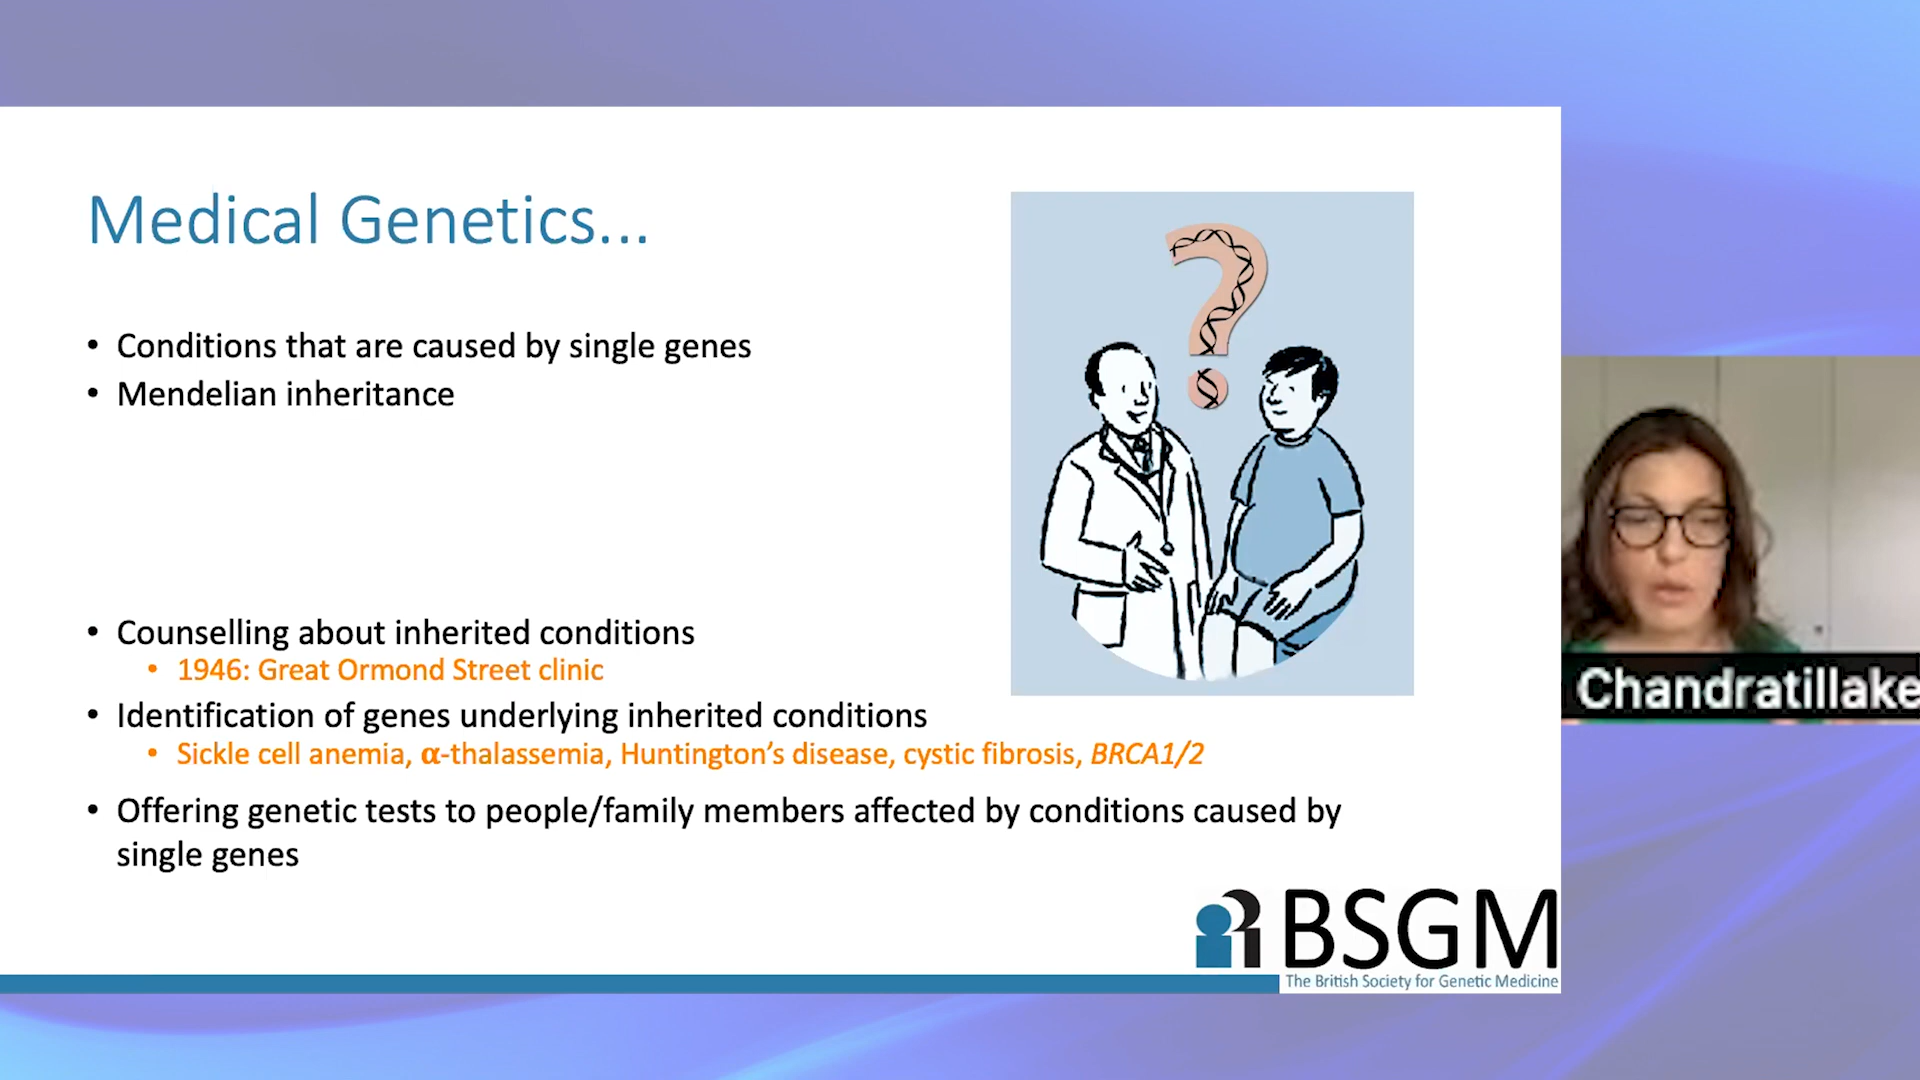 Medical Genetics...
• Conditions that are caused by single genes
• Mendelian inheritance
• Counselling about inherited conditions
• 1946: Great Ormond Street clinic
• Identification of genes underlying inherited conditions
• Sickle cell anemia, α-thalassemia, Huntington's disease, cystic fibrosis, BRCA1/2
• Offering genetic tests to people/family members affected by conditions caused by
single genes
BSGM
The British Society for Genetic Medicine
Chandratillake